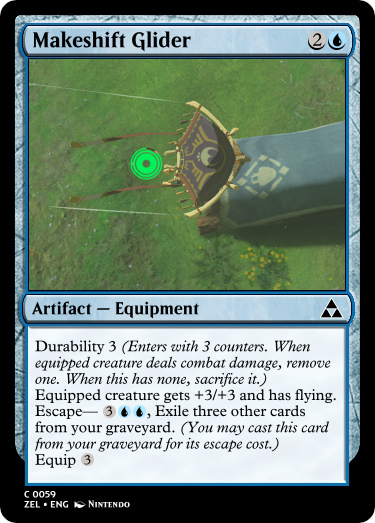 Makeshift Glider 2
Artifact — Equipment
Durability 3 (Enters with 3 counters. When
equipped creature deals combat damage, remove
one. When this has none, sacrifice it.)
Equipped creature gets +3/+3 and has flying.
Escape— 3, Exile three other cards
from your graveyard. (You may cast this card
from your graveyard for its escape cost.)
Equip 3
C 0059
ZEL • ENG Nintendo